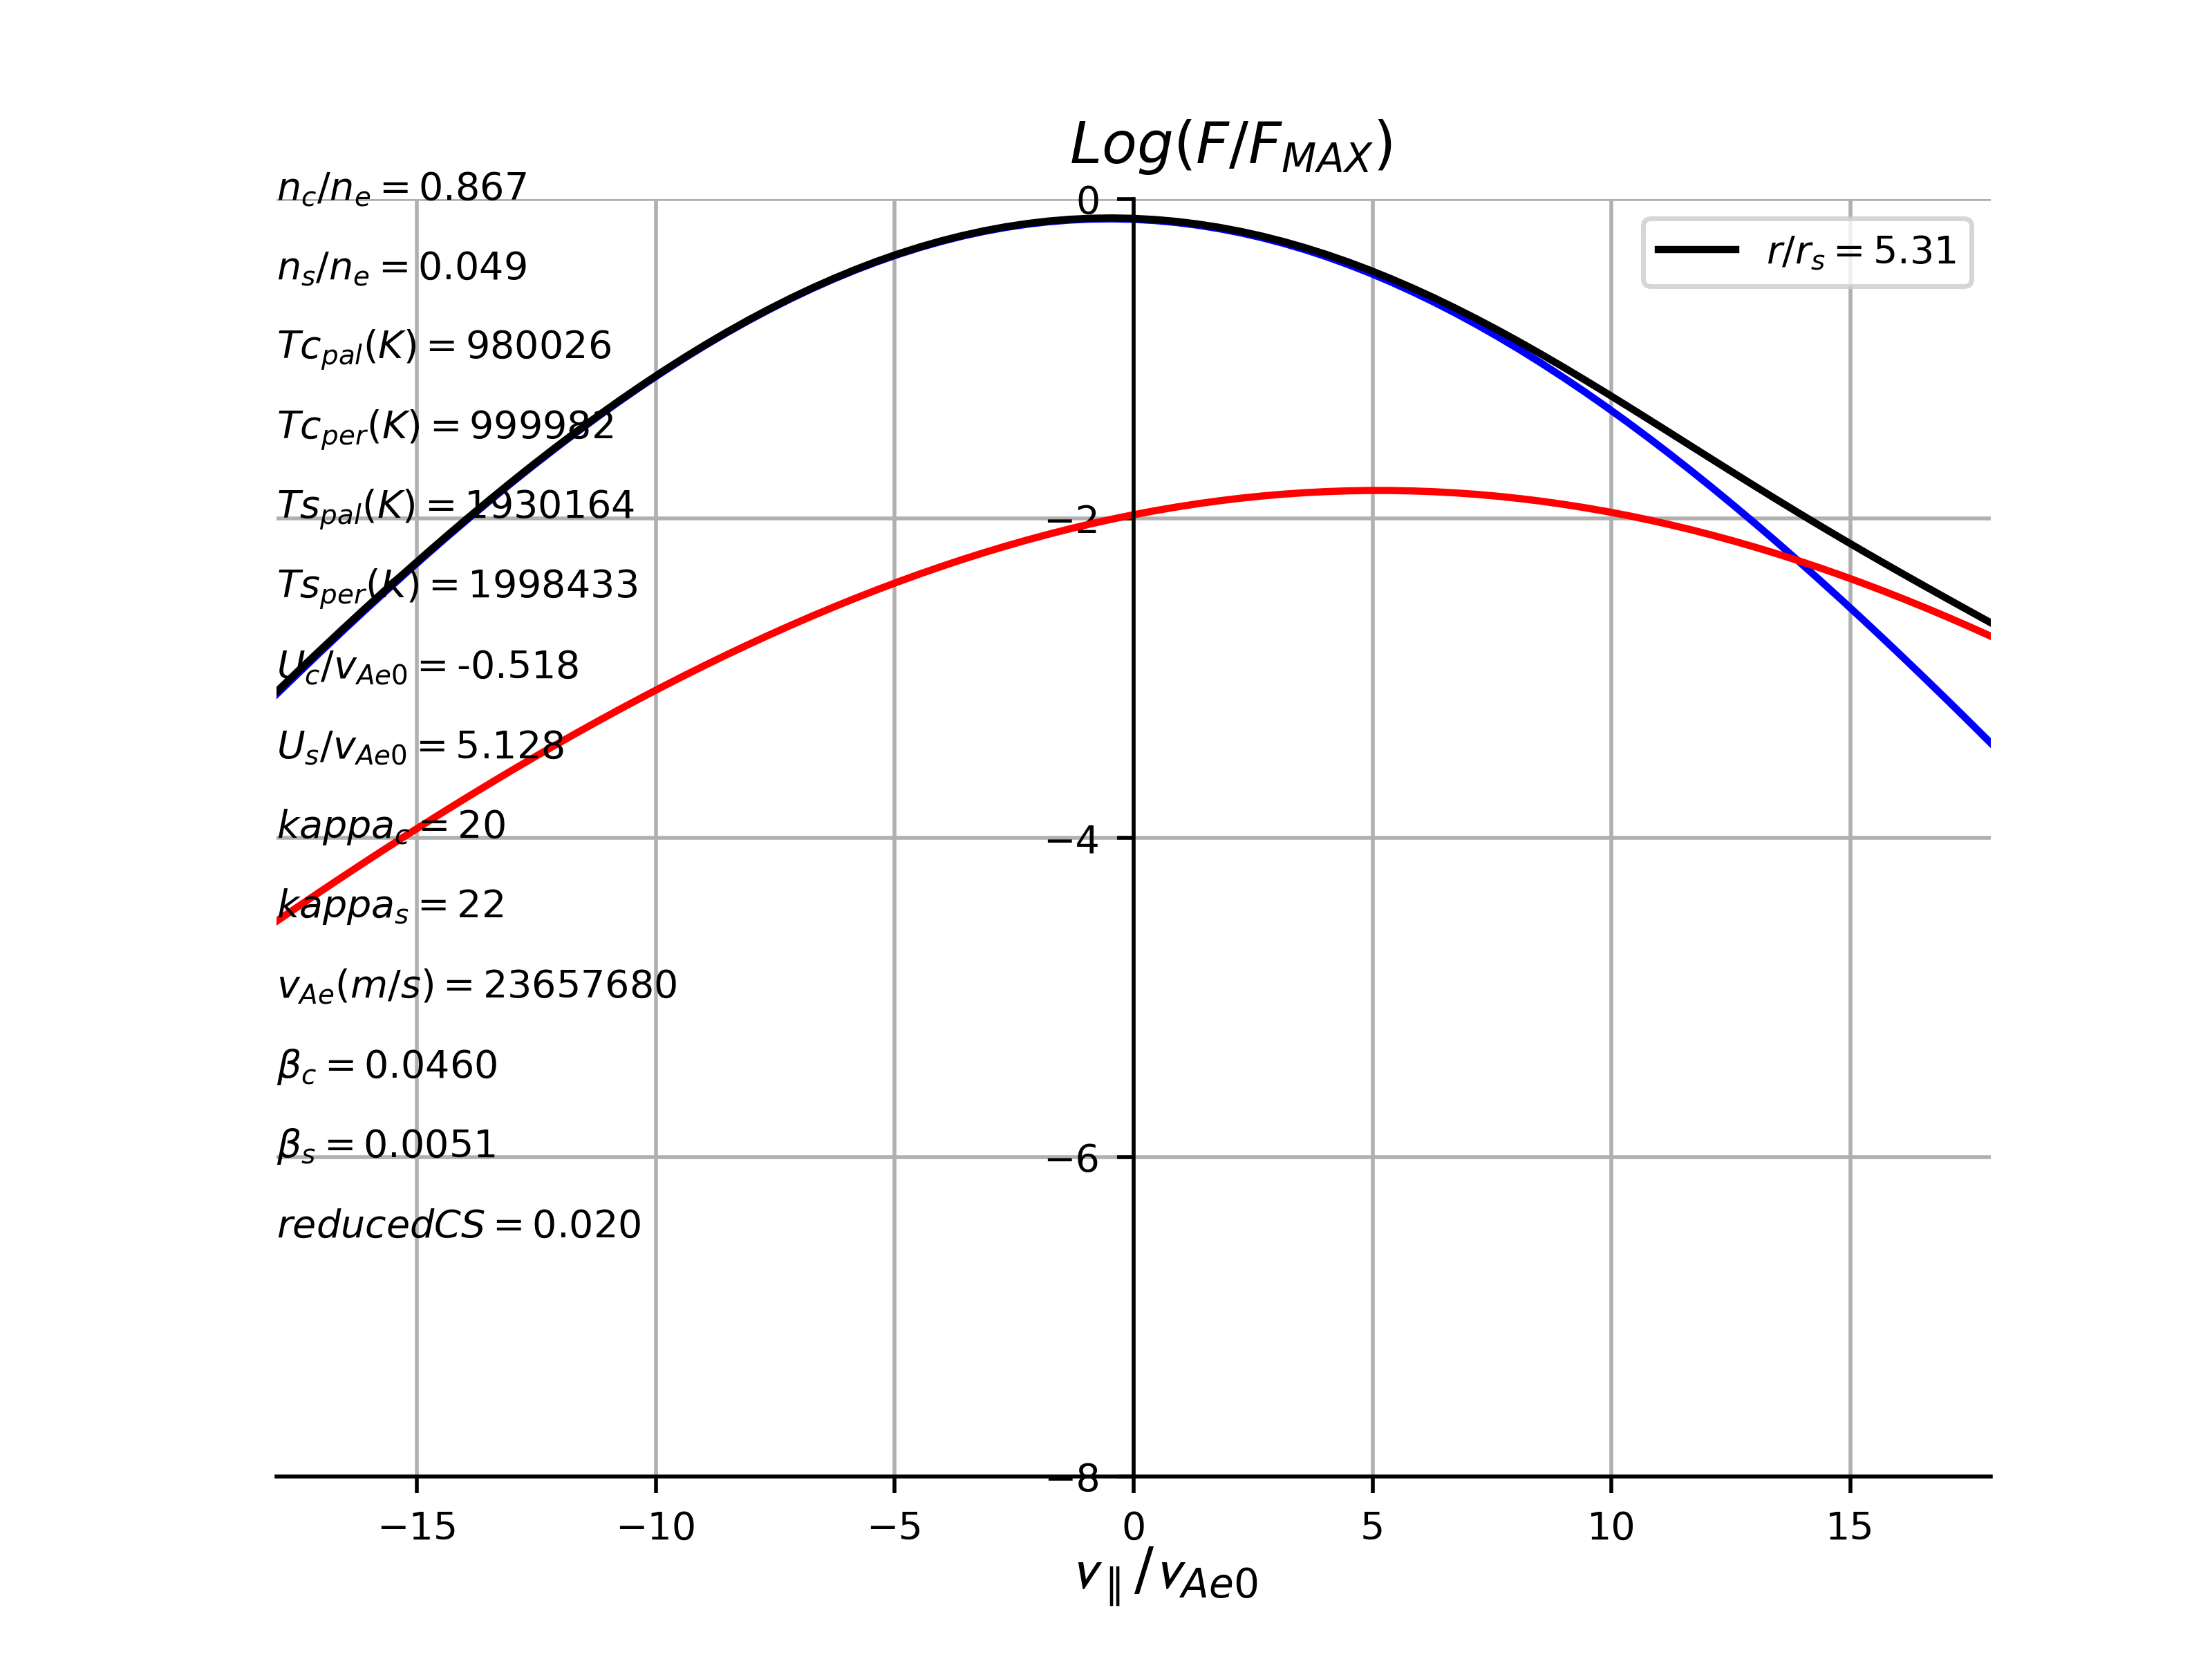 Log(F/F_MAX)
n_c/n_e = 0.867
n_s/n_e = 0.049
Tc_pal(K) = 980026
Tc_per(K) = 999982
Ts_pal(K) = 1930164
Ts_per(K) = 1998433
U_c/v_Ae0 = -0.518
U_s/v_Ae0 = 5.128
kappa_c = 20
kappa_s = 22
v_Ae(m/s) = 23657680
β_c = 0.0460
β_s = 0.0051
reducedCS = 0.020
r/r_s = 5.31
0
−2
−4
−6
−8
−15 −10 −5 0 5 10 15
v_∥/v_Ae0